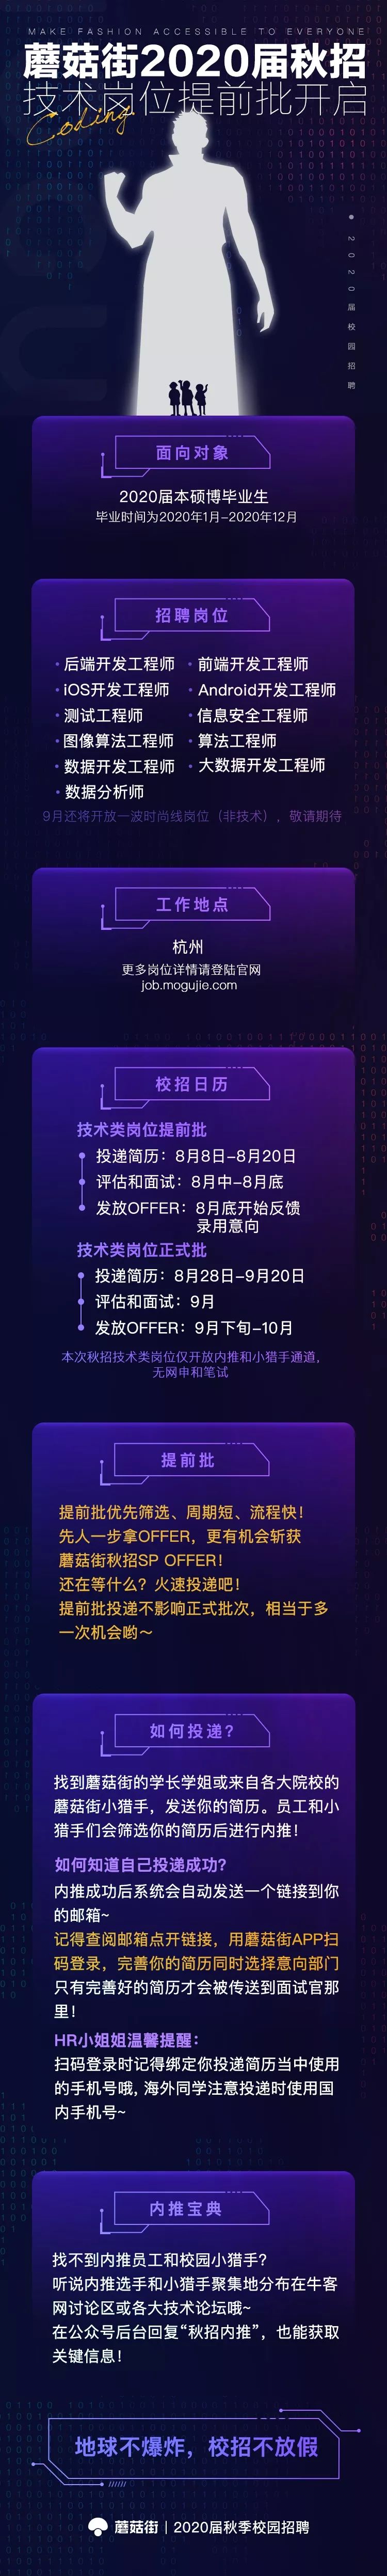 MAKE FASHION ACCESSIBLE TO EVERYONE
蘑菇街2020届秋招
技术岗位提前批开启
Coding
2020届校园招聘
面向对象
2020届本硕博毕业生
毕业时间为2020年1月-2020年12月
招聘岗位
·后端开发工程师 ·前端开发工程师
·iOS开发工程师 ·Android开发工程师
·测试工程师 ·信息安全工程师
·图像算法工程师 ·算法工程师
·数据开发工程师 ·大数据开发工程师
·数据分析师
9月还将开放一波时尚线岗位（非技术），敬请期待
工作地点
杭州
更多岗位详情请登陆官网
job.mogujie.com
校招日历
技术类岗位提前批
投递简历：8月8日-8月20日
评估和面试：8月中-8月底
发放OFFER：8月底开始反馈
录用意向
技术类岗位正式批
投递简历：8月28日-9月20日
评估和面试：9月
发放OFFER：9月下旬-10月
本次秋招技术类岗位仅开放内推和小猎手通道，
无网申和笔试
提前批
提前批优先筛选、周期短、流程快！
先人一步拿OFFER，更有机会斩获
蘑菇街秋招SP OFFER！
还在等什么？火速投递吧！
提前批投递不影响正式批次，相当于多
一次机会哟～
如何投递？
找到蘑菇街的学长学姐或来自各大院校的
蘑菇街小猎手，发送你的简历。员工和小
猎手们会筛选你的简历后进行内推！
如何知道自己投递成功？
内推成功后系统会自动发送一个链接到你
的邮箱~
记得查阅邮箱点开链接，用蘑菇街APP扫
码登录，完善你的简历同时选择意向部门
只有完善好的简历才会被传送到面试官那
里！
HR小姐姐温馨提醒：
扫码登录时记得绑定你投递简历当中使用
的手机号哦，海外同学注意投递时使用国
内手机号~
内推宝典
找不到内推员工和校园小猎手？
听说内推选手和小猎手聚集地分布在牛客
网讨论区或各大技术论坛哦~
在公众号后台回复“秋招内推”，也能获取
关键信息！
地球不爆炸，校招不放假
蘑菇街｜2020届秋季校园招聘